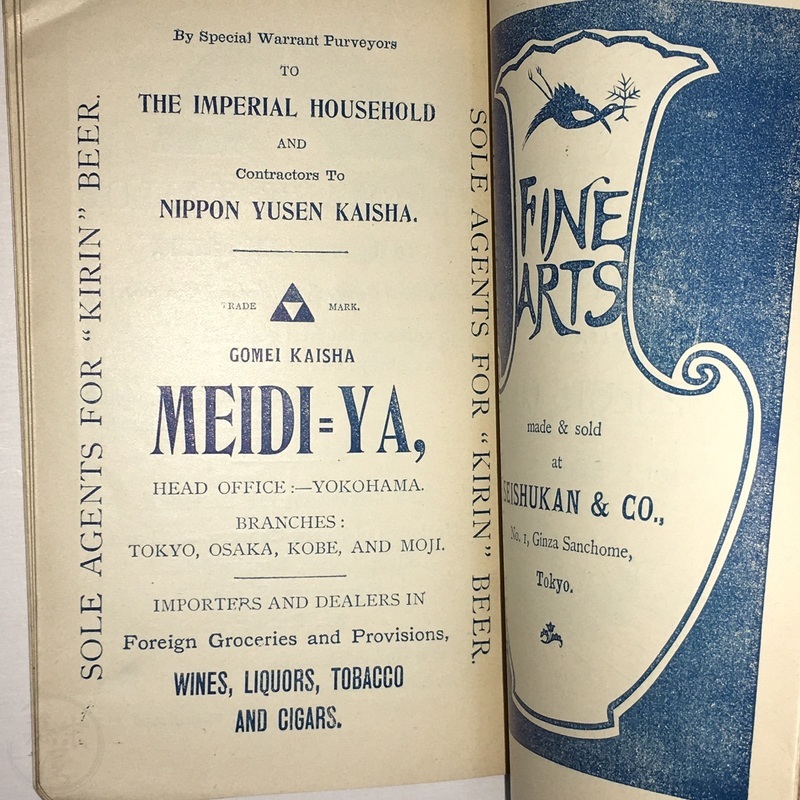 By Special Warrant Purveyors
TO
THE IMPERIAL HOUSEHOLD
AND
Contractors To
NIPPON YUSEN KAISHA.
TRADE MARK.
GOMEI KAISHA
MEIDI=YA,
HEAD OFFICE:—YOKOHAMA.
BRANCHES:
TOKYO, OSAKA, KOBE, AND MOJI.
IMPORTERS AND DEALERS IN
Foreign Groceries and Provisions,
WINES, LIQUORS, TOBACCO
AND CIGARS.
SOLE AGENTS FOR “KIRIN” BEER.
SOLE AGENTS FOR “KIRIN” BEER.
FINE
ARTS
made & sold
at
SEISHUKAN & CO.,
No. 1, Ginza Sanchome,
Tokyo.